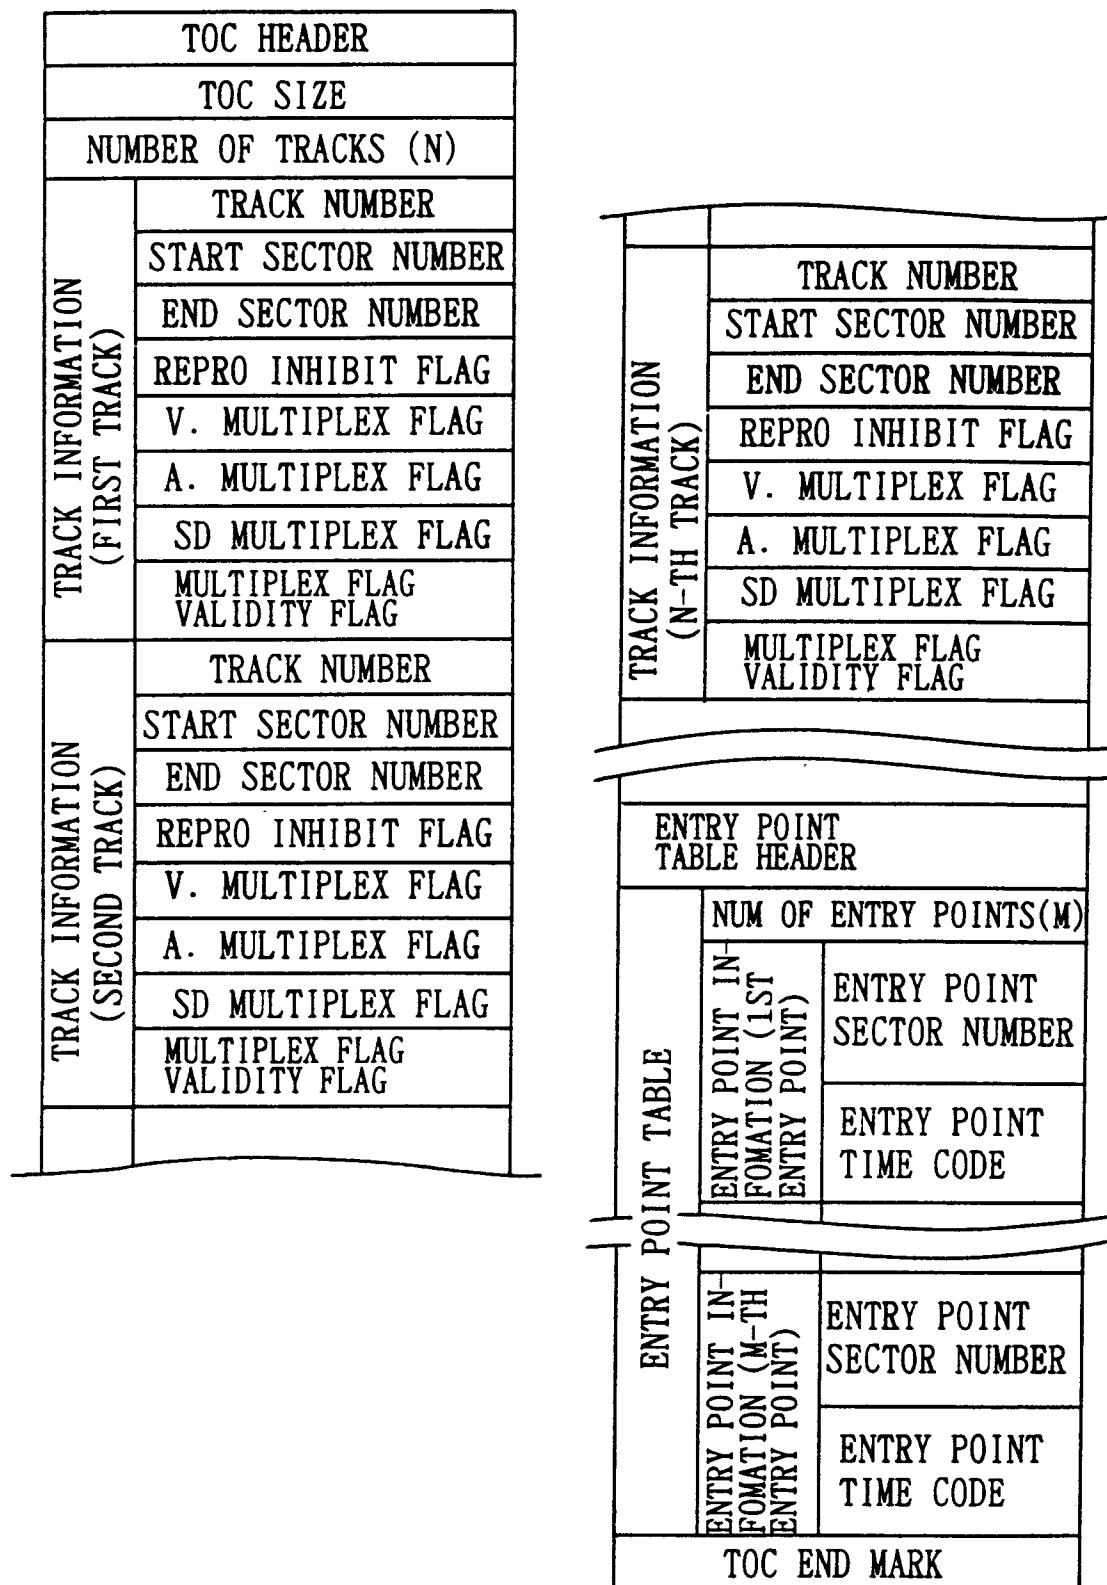 TOC HEADER
TOC SIZE
NUMBER OF TRACKS (N)
TRACK INFORMATION
(FIRST TRACK)
TRACK NUMBER
START SECTOR NUMBER
END SECTOR NUMBER
REPRO INHIBIT FLAG
V. MULTIPLEX FLAG
A. MULTIPLEX FLAG
SD MULTIPLEX FLAG
MULTIPLEX FLAG
VALIDITY FLAG
TRACK INFORMATION
(SECOND TRACK)
TRACK NUMBER
START SECTOR NUMBER
END SECTOR NUMBER
REPRO INHIBIT FLAG
V. MULTIPLEX FLAG
A. MULTIPLEX FLAG
SD MULTIPLEX FLAG
MULTIPLEX FLAG
VALIDITY FLAG
TRACK INFORMATION
(N-TH TRACK)
TRACK NUMBER
START SECTOR NUMBER
END SECTOR NUMBER
REPRO INHIBIT FLAG
V. MULTIPLEX FLAG
A. MULTIPLEX FLAG
SD MULTIPLEX FLAG
MULTIPLEX FLAG
VALIDITY FLAG
ENTRY POINT
TABLE HEADER
ENTRY POINT TABLE
NUM OF ENTRY POINTS(M)
ENTRY POINT IN-
FOMATION (1ST
ENTRY POINT)
ENTRY POINT
SECTOR NUMBER
ENTRY POINT
TIME CODE
ENTRY POINT IN-
FOMATION (M-TH
ENTRY POINT)
ENTRY POINT
SECTOR NUMBER
ENTRY POINT
TIME CODE
TOC END MARK